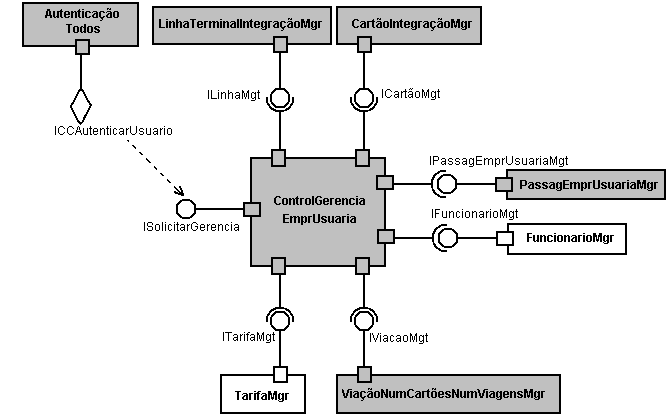 Autenticação
Todos
LinhaTerminalIntegraçãoMgr
CartãoIntegraçãoMgr
ILinhaMgt
ICartãoMgt
ICCAutenticarUsuario
IPassagEmprUsuariaMgt
PassagEmprUsuariaMgr
ControlGerencia
EmprUsuaria
ISolicitarGerencia
IFuncionarioMgt
FuncionarioMgr
ITarifaMgt
IViacaoMgt
TarifaMgr
ViaçãoNumCartõesNumViagensMgr